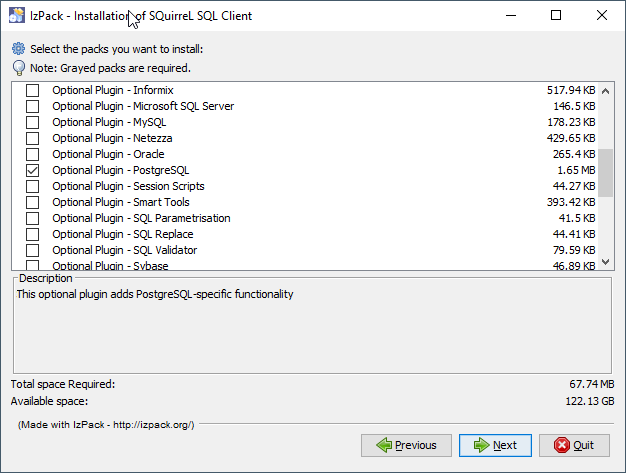 IzPack - Installation of SQuirreL SQL Client
Select the packs you want to install:
Note: Grayed packs are required.
Optional Plugin - Informix 517.94 KB
Optional Plugin - Microsoft SQL Server 146.5 KB
Optional Plugin - MySQL 178.23 KB
Optional Plugin - Netezza 429.65 KB
Optional Plugin - Oracle 265.4 KB
Optional Plugin - PostgreSQL 1.65 MB
Optional Plugin - Session Scripts 44.27 KB
Optional Plugin - Smart Tools 393.42 KB
Optional Plugin - SQL Parametrisation 41.5 KB
Optional Plugin - SQL Replace 44.41 KB
Optional Plugin - SQL Validator 79.59 KB
Optional Plugin - Sybase 46.89 KB
Description
This optional plugin adds PostgreSQL-specific functionality
Total space Required: 67.74 MB
Available space: 122.13 GB
(Made with IzPack - http://izpack.org/)
Previous Next Quit